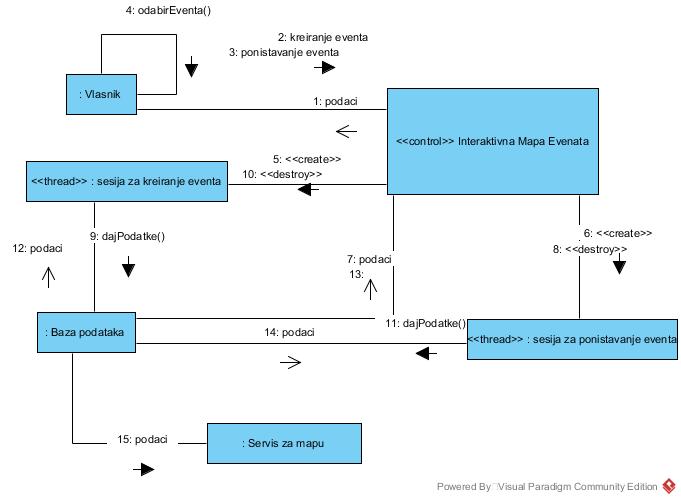 4: odabirEventa()
2: kreiranje eventa
3: ponistavanje eventa
: Vlasnik
1: podaci
<<control>> Interaktivna Mapa Evenata
5: <<create>>
10: <<destroy>>
<<thread>> : sesija za kreiranje eventa
9: dajPodatke()
12: podaci
6: <<create>>
8: <<destroy>>
7: podaci
13:
: Baza podataka
14: podaci
11: dajPodatke()
<<thread>> : sesija za ponistavanje eventa
15: podaci
: Servis za mapu
Powered By Visual Paradigm Community Edition